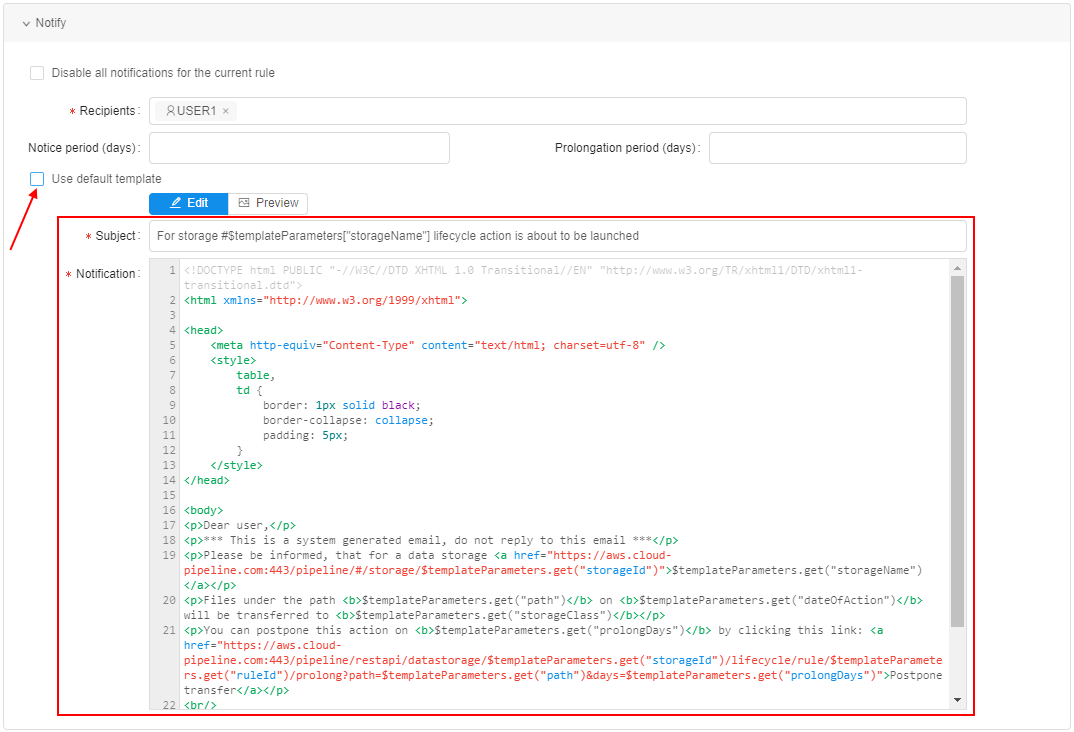 Notify
Disable all notifications for the current rule
* Recipients: USER1 ×
Notice period (days): Prolongation period (days):
Use default template
Edit Preview
* Subject: For storage #$templateParameters["storageName"] lifecycle action is about to be launched
* Notification:
1 <!DOCTYPE html PUBLIC "-//W3C//DTD XHTML 1.0 Transitional//EN" "http://www.w3.org/TR/xhtml1/DTD/xhtml1-
transitional.dtd">
2 <html xmlns="http://www.w3.org/1999/xhtml">
3
4 <head>
5     <meta http-equiv="Content-Type" content="text/html; charset=utf-8" />
6     <style>
7         table,
8         td {
9             border: 1px solid black;
10             border-collapse: collapse;
11             padding: 5px;
12         }
13     </style>
14 </head>
15
16 <body>
17 <p>Dear user,</p>
18 <p>*** This is a system generated email, do not reply to this email ***</p>
19 <p>Please be informed, that for a data storage <a href="https://aws.cloud-
pipeline.com:443/pipeline/#/storage/$templateParameters.get("storageId")">$templateParameters.get("storageName")
</a></p>
20 <p>Files under the path <b>$templateParameters.get("path")</b> on <b>$templateParameters.get("dateOfAction")</b>
will be transferred to <b>$templateParameters.get("storageClass")</b></p>
21 <p>You can postpone this action on <b>$templateParameters.get("prolongDays")</b> by clicking this link: <a
href="https://aws.cloud-
pipeline.com:443/pipeline/restapi/datastorage/$templateParameters.get("storageId")/lifecycle/rule/$templateParamete
rs.get("ruleId")/prolong?path=$templateParameters.get("path")&days=$templateParameters.get("prolongDays")">Postpone
transfer</a></p>
22 <br/>